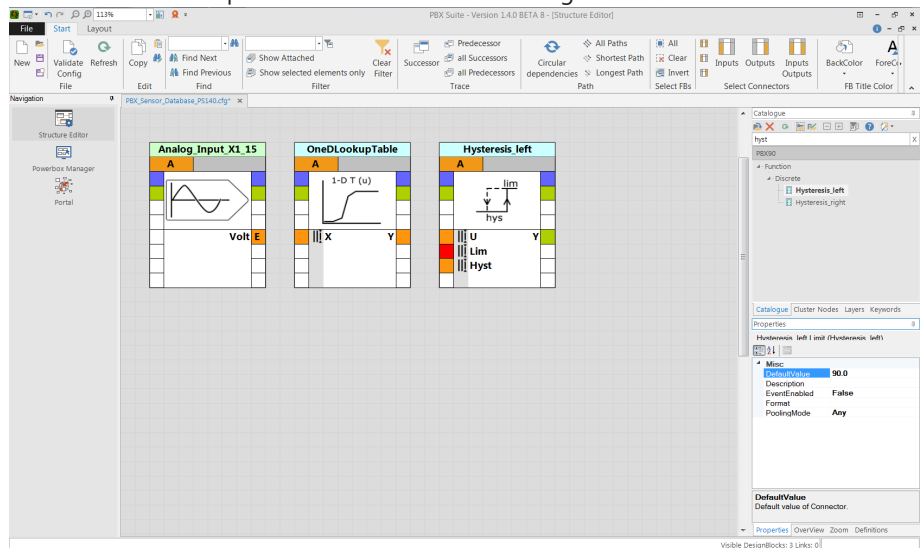 113%
PBX Suite - Version 1.4.0 BETA 8 - [Structure Editor]
File Start Layout
New
Validate Config
Refresh
File
Copy
Edit
Find Next
Find Previous
Find
Show Attached
Show selected elements only
Clear Filter
Filter
Successor
Predecessor
all Successors
all Predecessors
Trace
Circular dependencies
All Paths
Shortest Path
Longest Path
Path
All
Clear
Invert
Select FBs
Inputs
Outputs
Inputs Outputs
Select Connectors
BackColor
ForeCo
FB Title Color
Navigation
Structure Editor
Powerbox Manager
Portal
PBX_Sensor_Database_PS140.cfg* x
Analog_Input_X1_15
A
Volt E
OneDLookupTable
A
1-D T (u)
X Y
Hysteresis_left
A
lim
hys
U Y
Lim
Hyst
Catalogue
hyst X
PBX90
Function
Discrete
Hysteresis_left
Hysteresis_right
Catalogue Cluster Nodes Layers Keywords
Properties
Hysteresis_left.Limit (Hysteresis_left)
Misc
DefaultValue 90.0
Description
EventEnabled False
Format
PoolingMode Any
DefaultValue
Default value of Connector.
Properties OverView Zoom Definitions
Visible DesignBlocks: 3 Links: 0